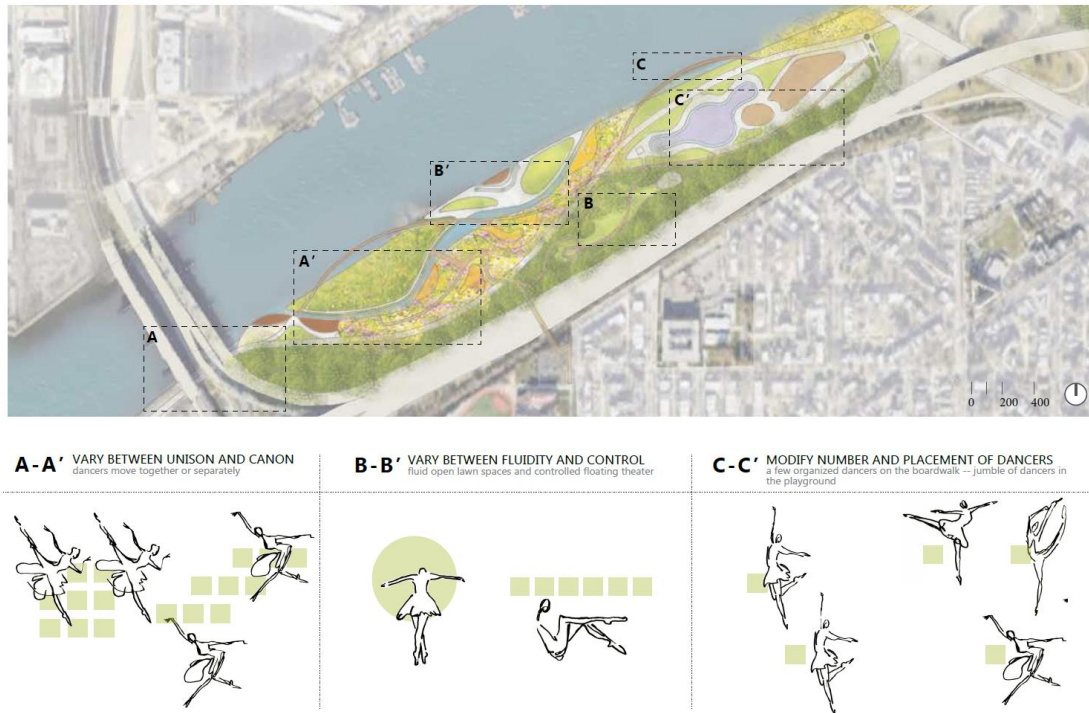 C
C'
B'
B
A'
A
0 200 400
A-A' VARY BETWEEN UNISON AND CANON
dancers move together or separately
B-B' VARY BETWEEN FLUIDITY AND CONTROL
fluid open lawn spaces and controlled floating theater
C-C' MODIFY NUMBER AND PLACEMENT OF DANCERS
a few organized dancers on the boardwalk -- jumble of dancers in
the playground